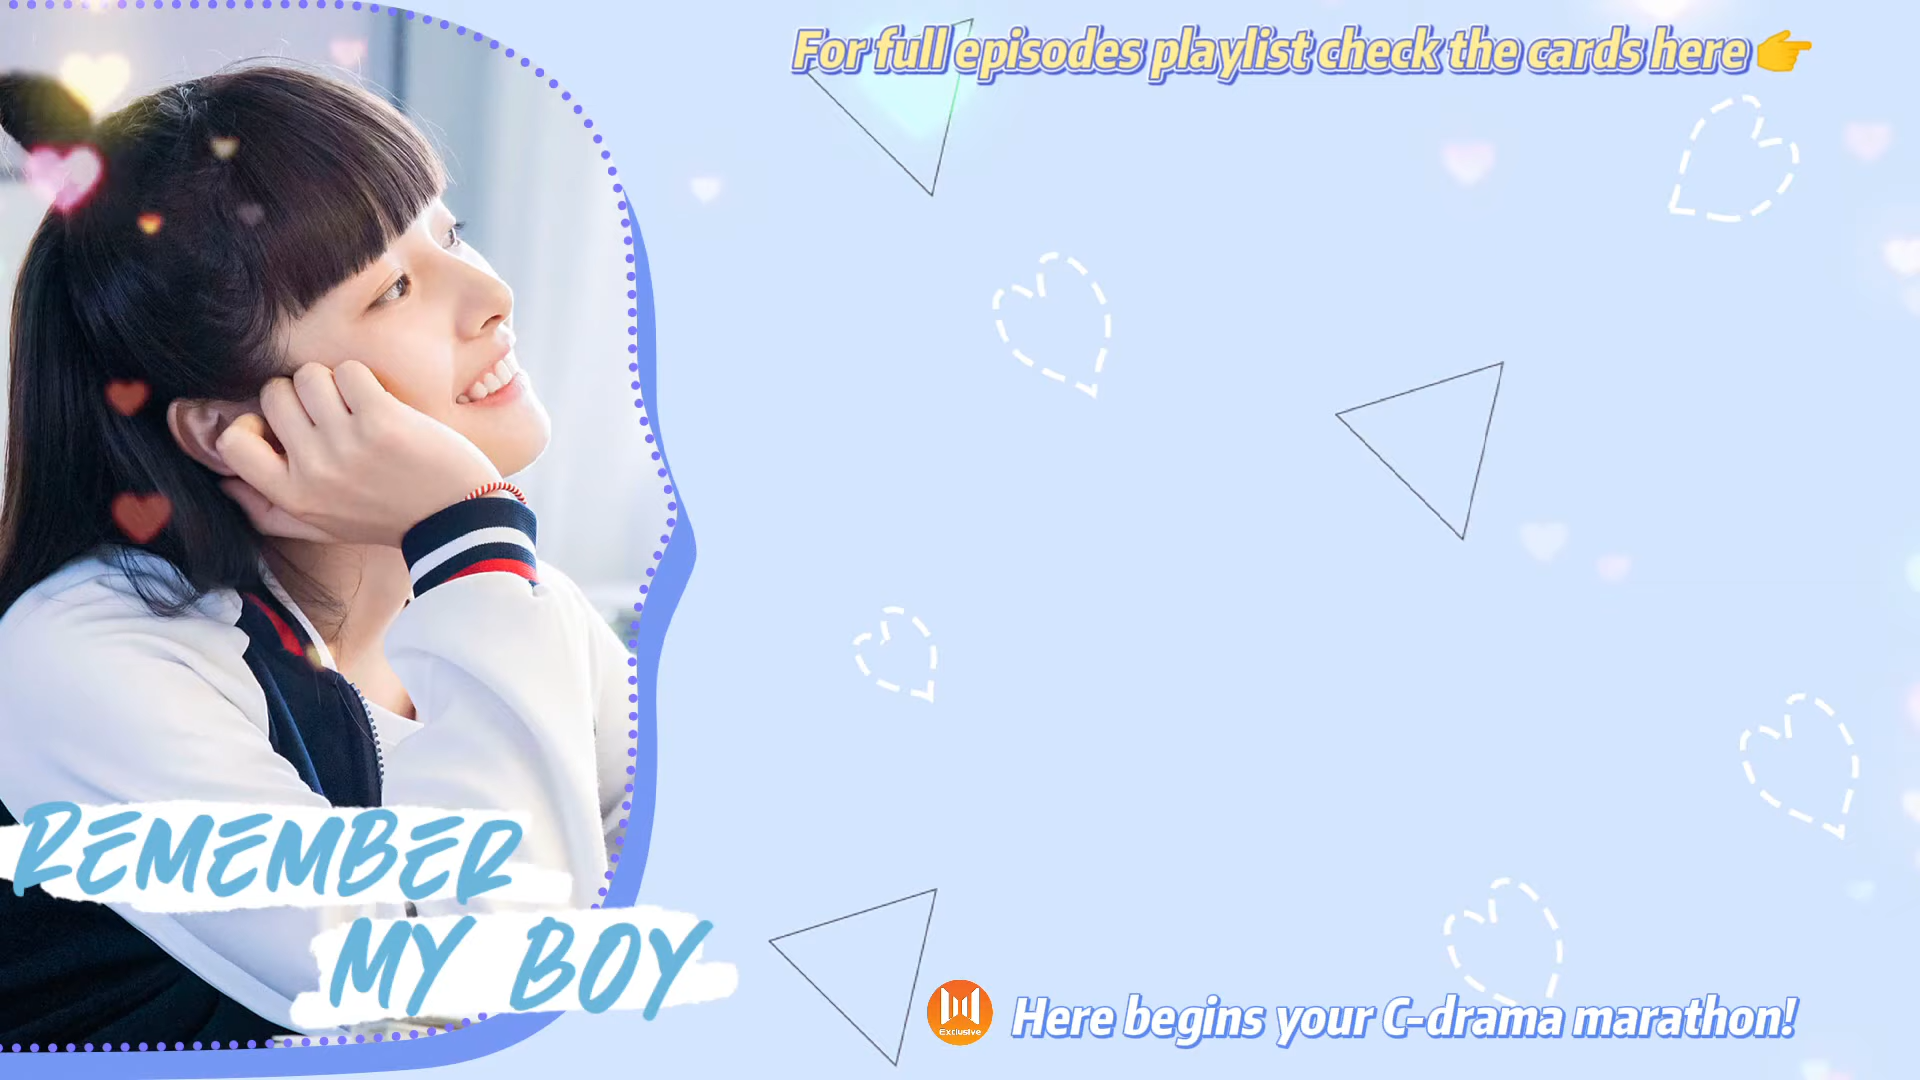 For full episodes playlist check the cards here👉
REMEMBER
MY BOY
Exclusive
Here begins your C-drama marathon!